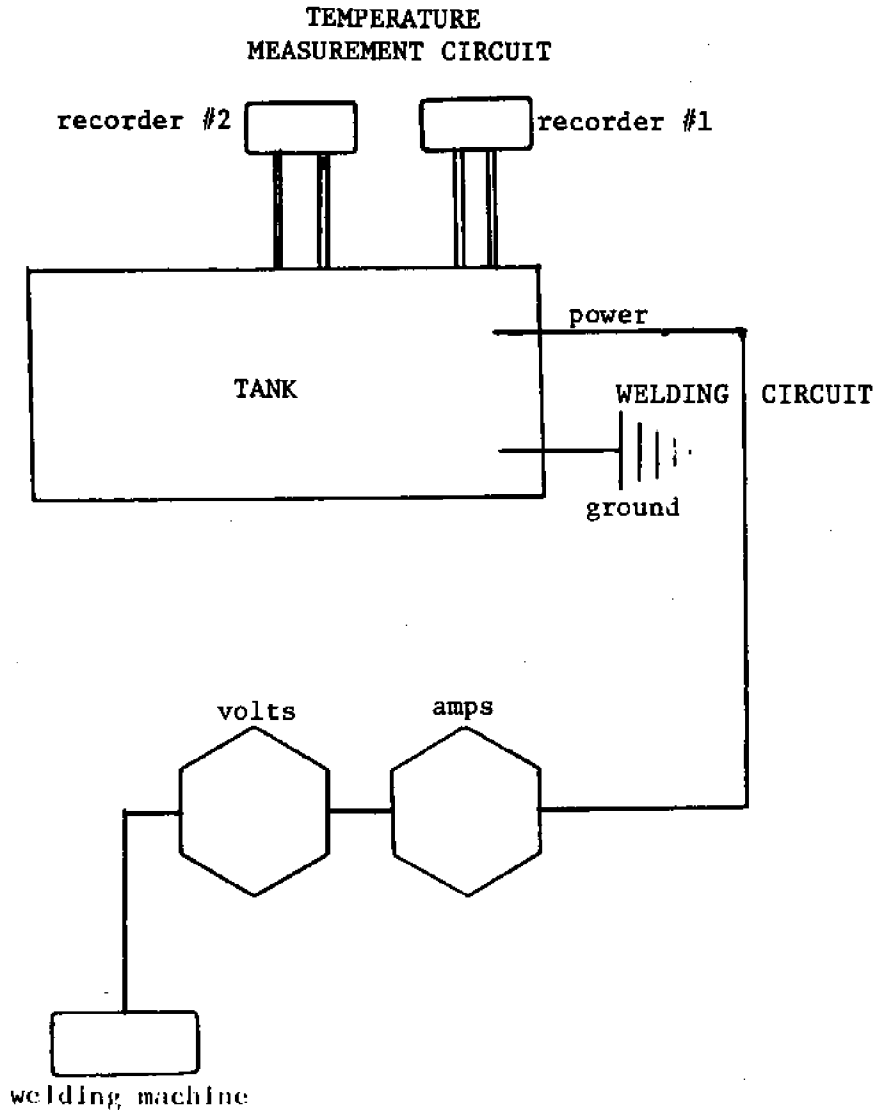 TEMPERATURE
MEASUREMENT CIRCUIT
recorder #2
recorder #1
power
TANK
WELDING CIRCUIT
ground
volts
amps
welding machine